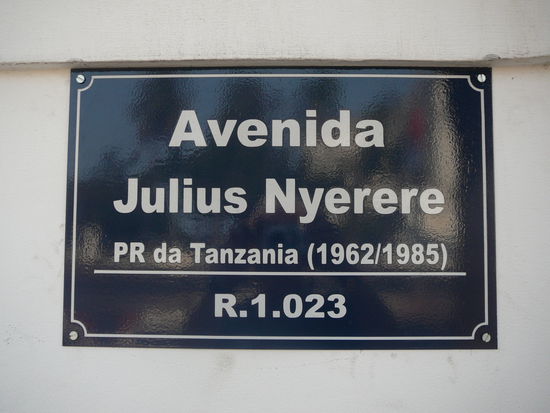 Avenida
Julius Nyerere
PR da Tanzania (1962/1985)
R.1.023